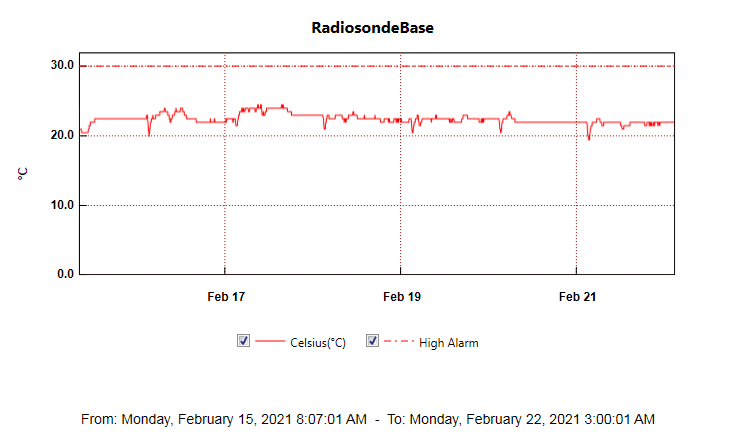 RadiosondeBase
30.0
20.0
°C
10.0
0.0
Feb 17 Feb 19 Feb 21
Celsius(°C) High Alarm
From: Monday, February 15, 2021 8:07:01 AM - To: Monday, February 22, 2021 3:00:01 AM